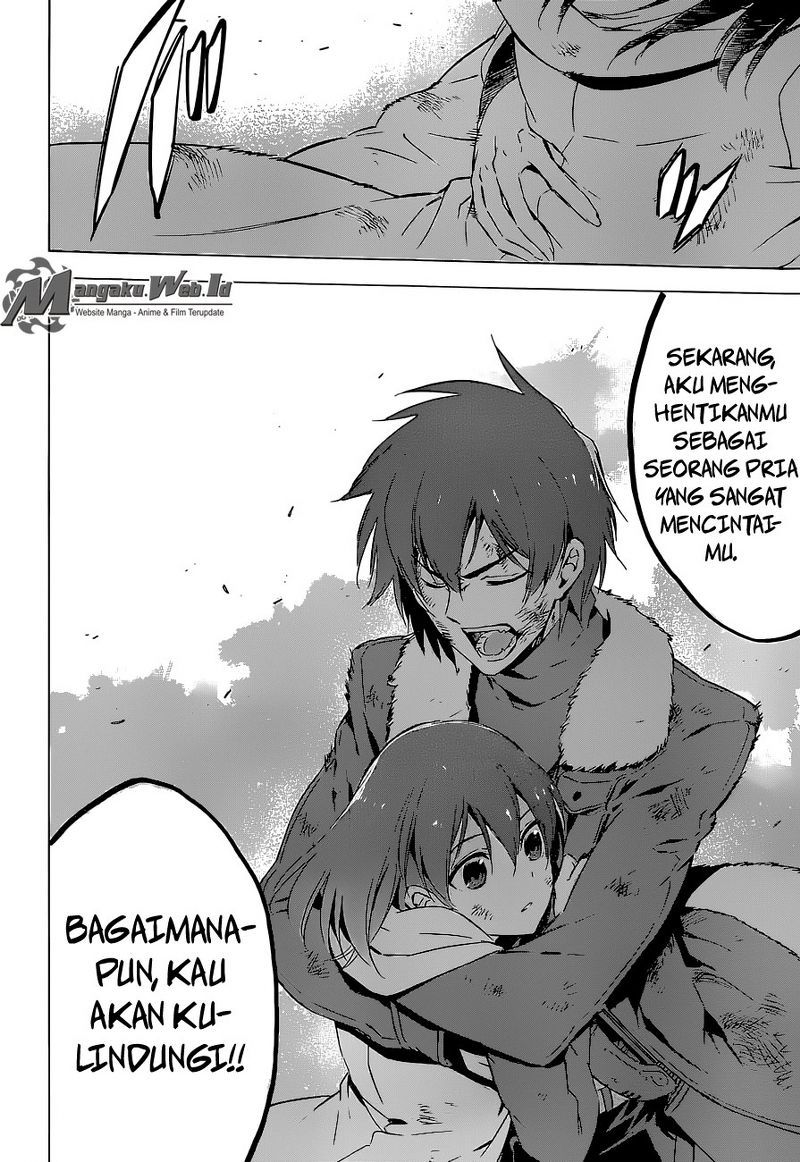 Mangaku.Web.Id
Website Manga - Anime & Film Terupdate
SEKARANG,
AKU MENG-
HENTIKANMU
SEBAGAI
SEORANG PRIA
YANG SANGAT
MENCINTAI-
MU.
BAGAIMANA-
PUN, KAU
AKAN KU-
LINDUNGI!!